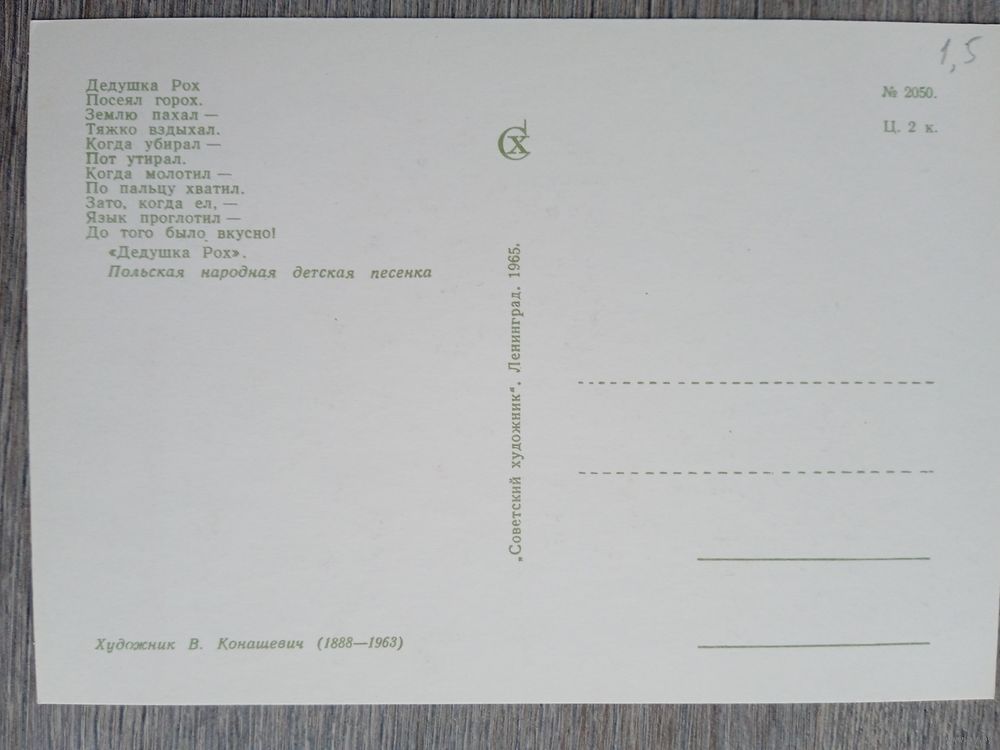 Дедушка Рох
Посеял горох.
Землю пахал —
Тяжко вздыхал.
Когда убирал —
Пот утирал.
Когда молотил —
По пальцу хватил.
Зато, когда ел, —
Язык проглотил —
До того было вкусно!
«Дедушка Рох».
Польская народная детская песенка
Художник В. Конашевич (1888—1963)
СХ
„Советский художник“. Ленинград. 1965.
1,5
№ 2050.
Ц. 2 к.